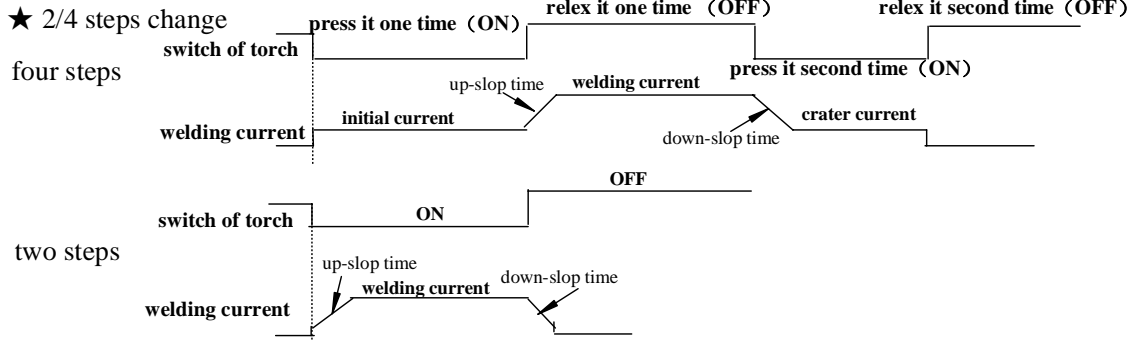 ★ 2/4 steps change
press it one time（ON）
relex it one time （OFF）
relex it second time（OFF）
switch of torch
four steps
press it second time（ON）
up-slop time
welding current
initial current
welding current
down-slop time
crater current
OFF
switch of torch
ON
two steps
up-slop time
down-slop time
welding current
welding current